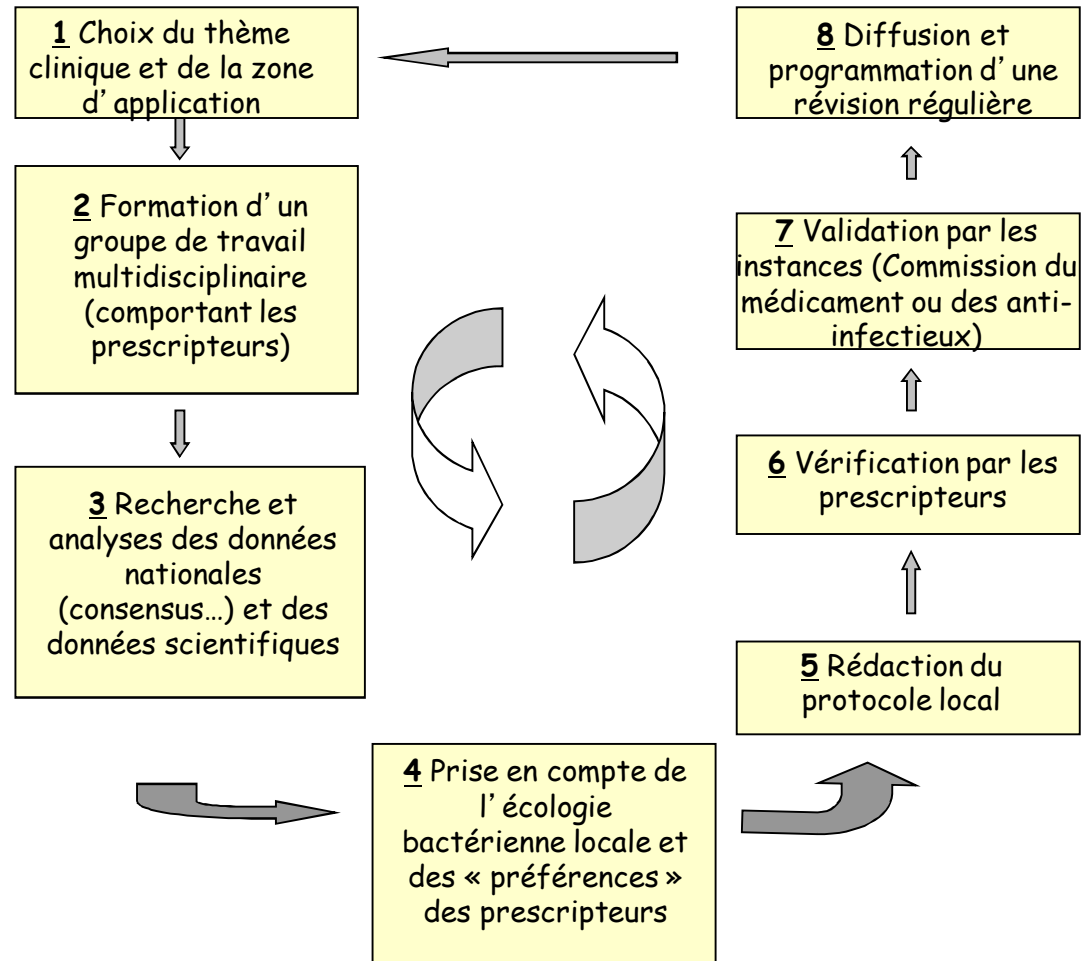 1 Choix du thème
clinique et de la zone
d’application
2 Formation d’un
groupe de travail
multidisciplinaire
(comportant les
prescripteurs)
3 Recherche et
analyses des données
nationales
(consensus…) et des
données scientifiques
4 Prise en compte de
l’écologie
bactérienne locale et
des « préférences »
des prescripteurs
5 Rédaction du
protocole local
6 Vérification par les
prescripteurs
7 Validation par les
instances (Commission du
médicament ou des anti-
infectieux)
8 Diffusion et
programmation d’une
révision régulière